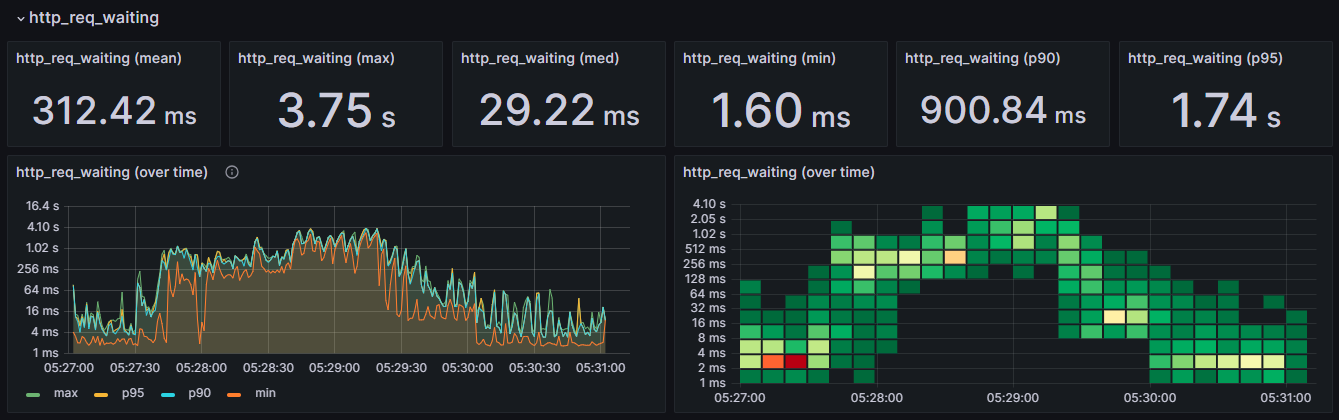 http_req_waiting
http_req_waiting (mean)
312.42 ms
http_req_waiting (max)
3.75 s
http_req_waiting (med)
29.22 ms
http_req_waiting (min)
1.60 ms
http_req_waiting (p90)
900.84 ms
http_req_waiting (p95)
1.74 s
http_req_waiting (over time)
16.4 s
4.10 s
1.02 s
256 ms
64 ms
16 ms
4 ms
1 ms
05:27:00 05:27:30 05:28:00 05:28:30 05:29:00 05:29:30 05:30:00 05:30:30 05:31:00
max p95 p90 min
http_req_waiting (over time)
4.10 s
2.05 s
1.02 s
512 ms
256 ms
128 ms
64 ms
32 ms
16 ms
8 ms
4 ms
2 ms
1 ms
05:27:00 05:28:00 05:29:00 05:30:00 05:31:00